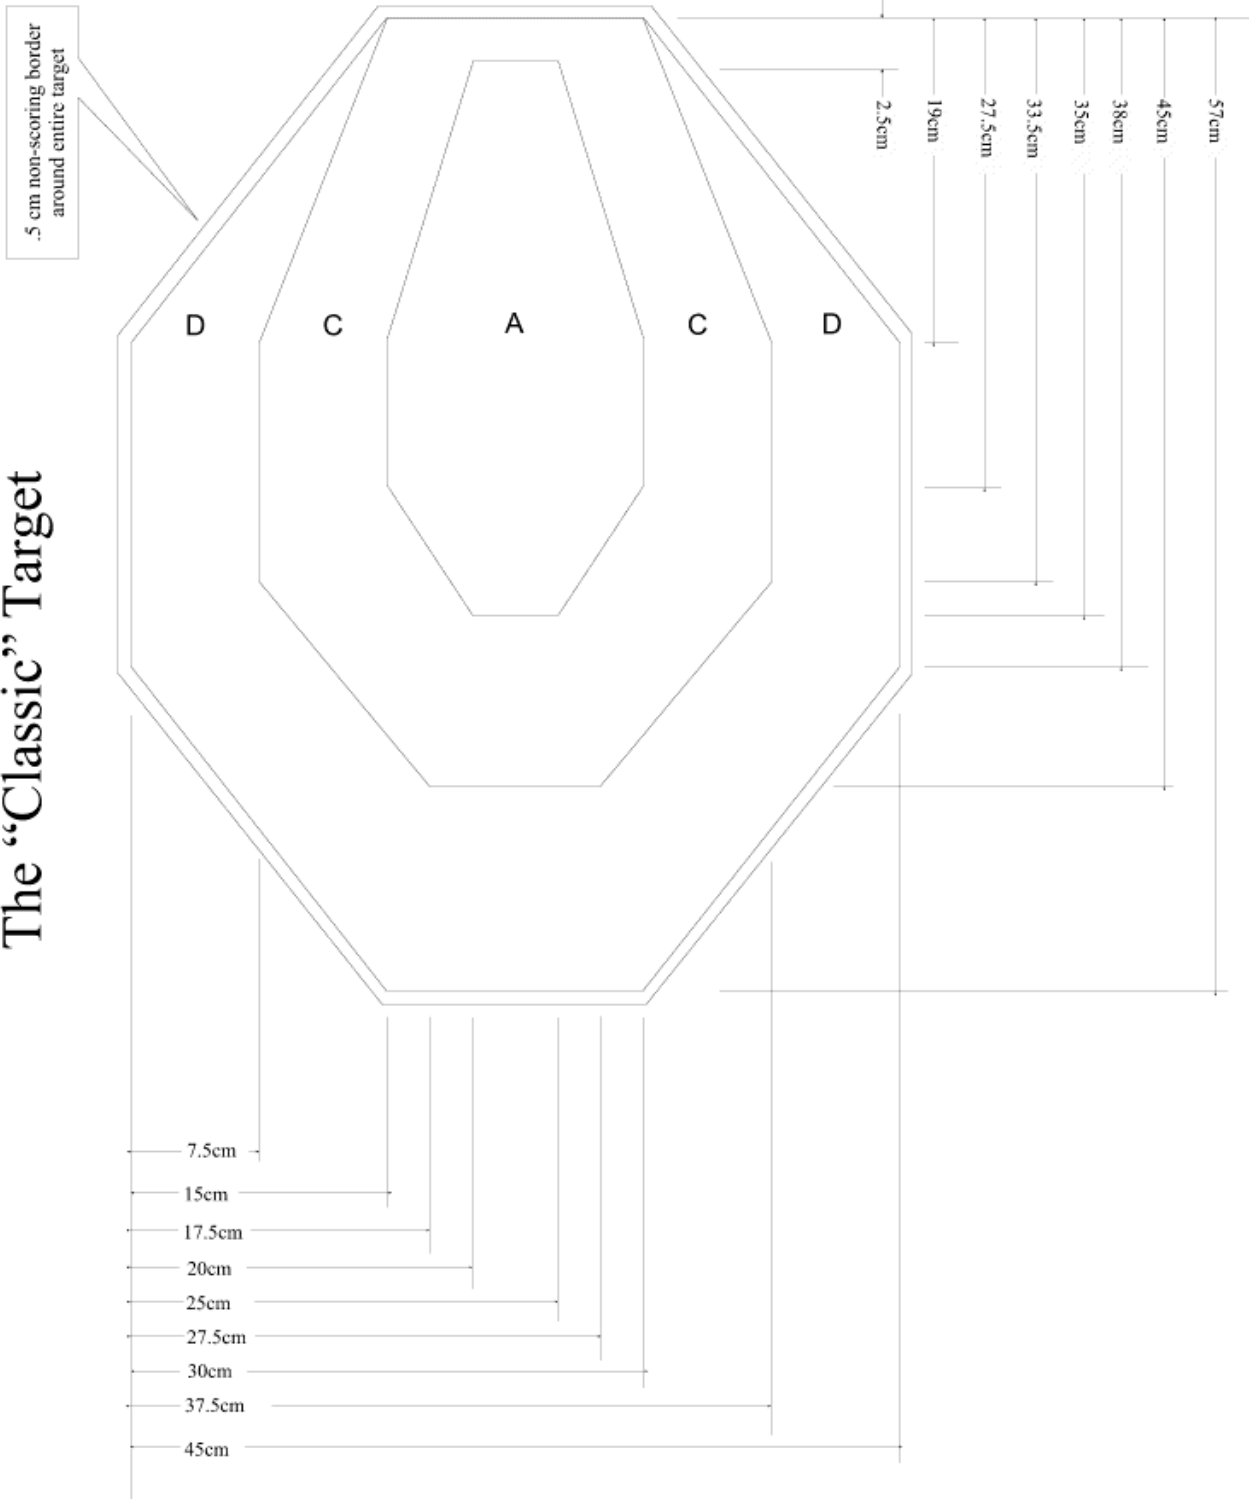 .5 cm non-scoring border
around entire target
The “Classic” Target
D
C
A
C
D
2.5cm
19cm
27.5cm
33.5cm
35cm
38cm
45cm
57cm
7.5cm
15cm
17.5cm
20cm
25cm
27.5cm
30cm
37.5cm
45cm